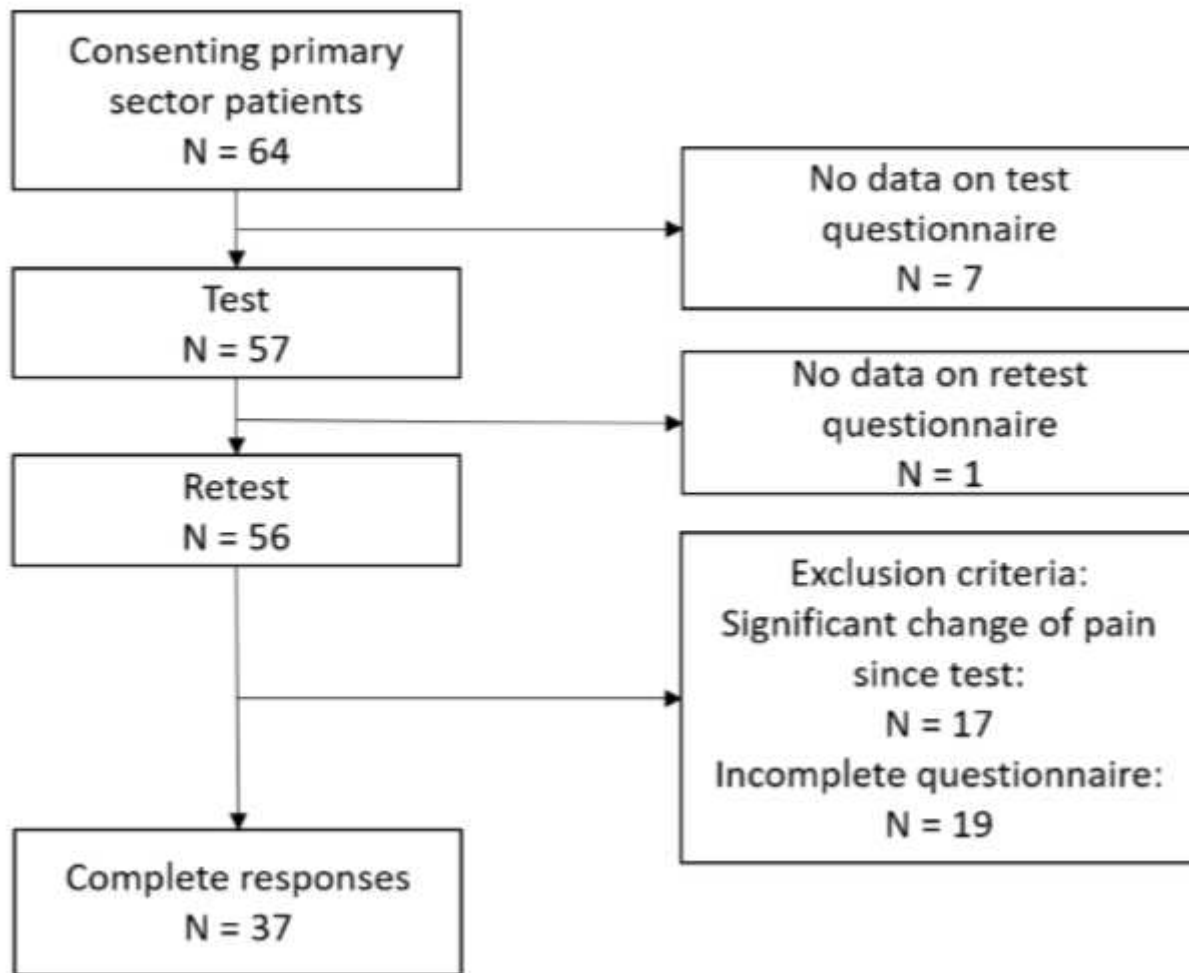 Consenting primary
sector patients
N = 64
No data on test
questionnaire
N = 7
Test
N = 57
No data on retest
questionnaire
N = 1
Retest
N = 56
Exclusion criteria:
Significant change of pain
since test:
N = 17
Incomplete questionnaire:
N = 19
Complete responses
N = 37